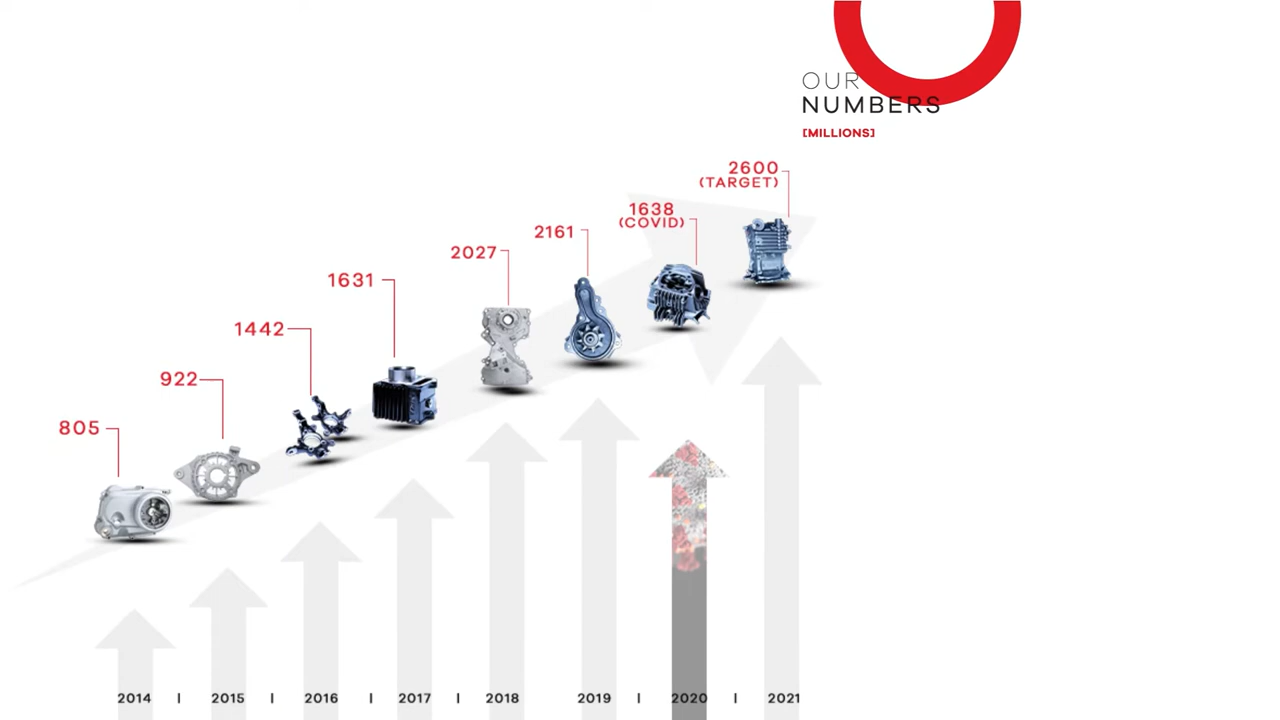 OUR
NUMBERS
[MILLIONS]
2600
(TARGET)
1638
(COVID)
2161
2027
1631
1442
922
805
2014 | 2015 | 2016 | 2017 | 2018 2019 | 2020 | 2021